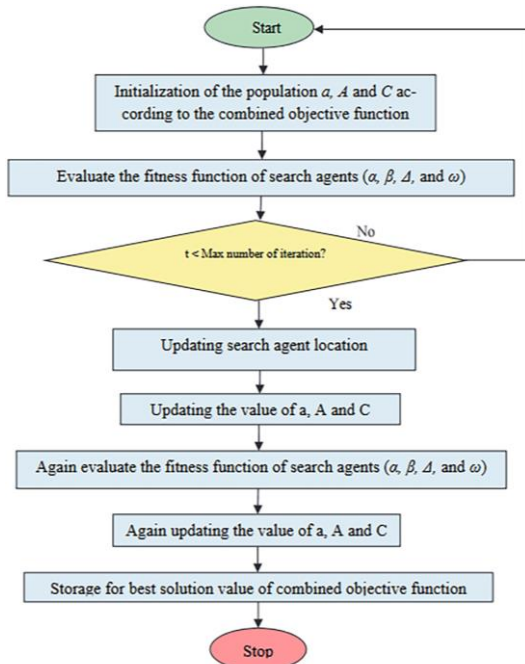 Start
Initialization of the population a, A and C ac-
cording to the combined objective function
Evaluate the fitness function of search agents (α, β, Δ, and ω)
No
t < Max number of iteration?
Yes
Updating search agent location
Updating the value of a, A and C
Again evaluate the fitness function of search agents (α, β, Δ, and ω)
Again updating the value of a, A and C
Storage for best solution value of combined objective function
Stop